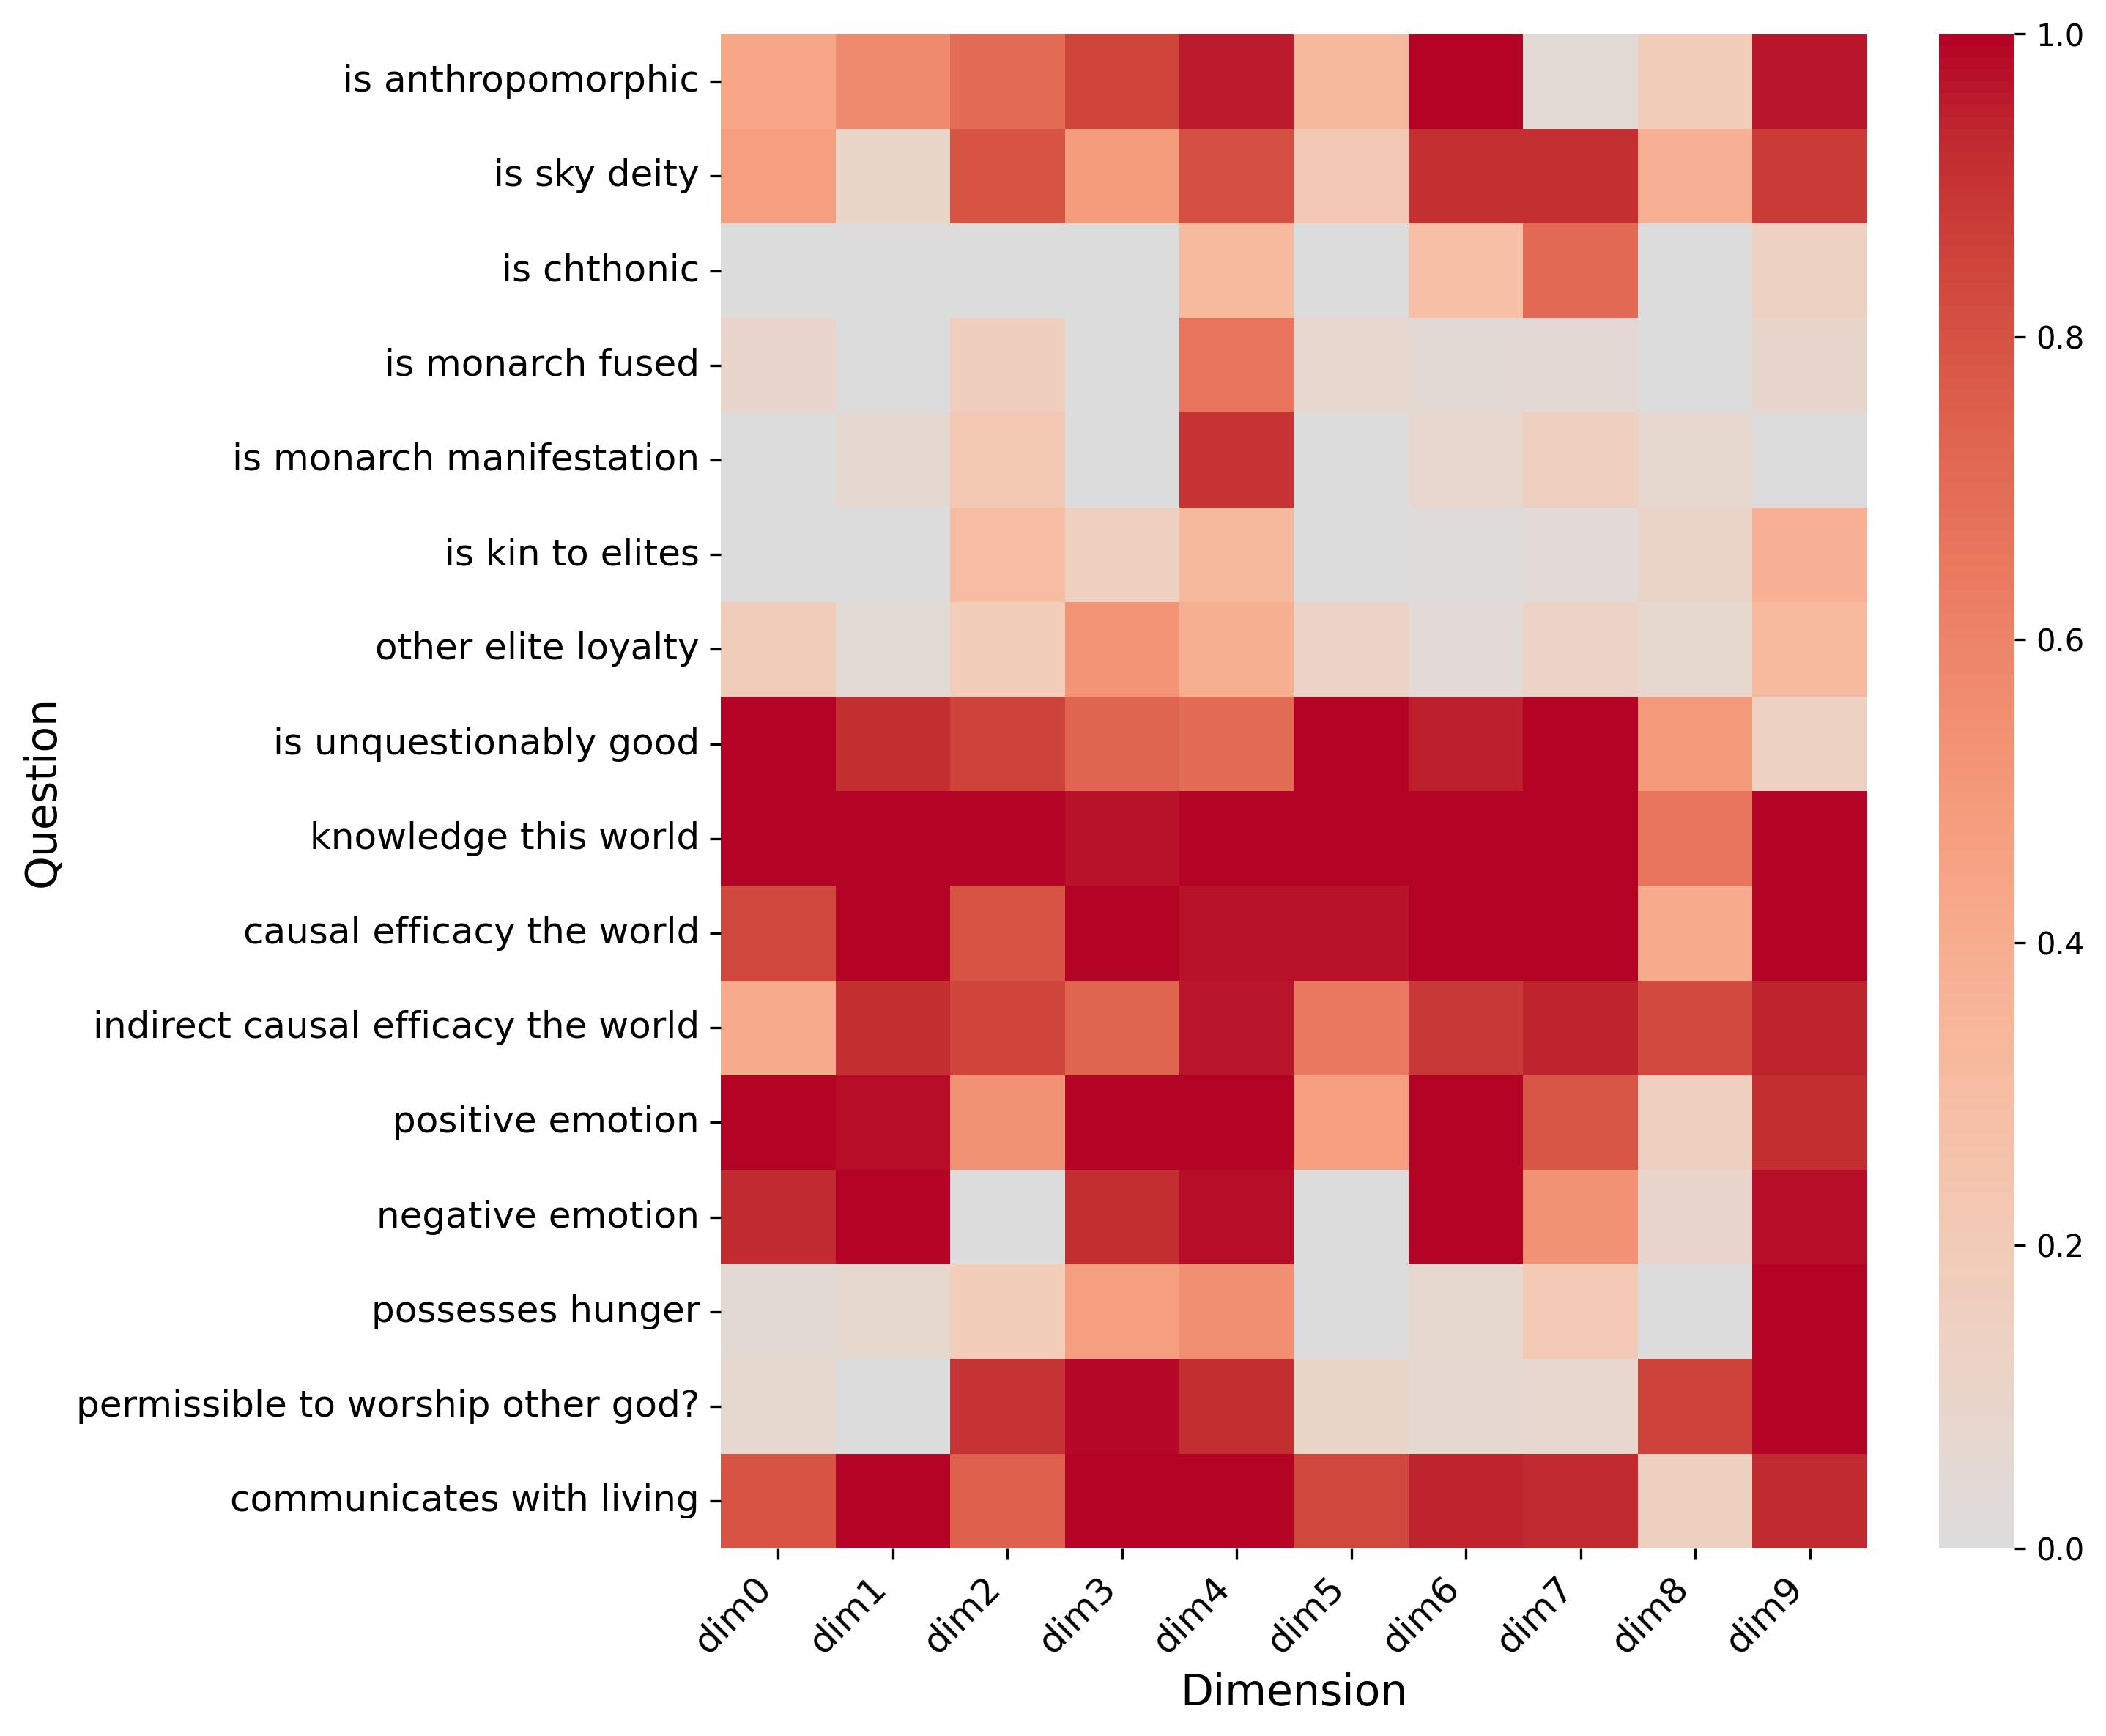 is anthropomorphic
is sky deity
is chthonic
is monarch fused
is monarch manifestation
is kin to elites
other elite loyalty
is unquestionably good
knowledge this world
causal efficacy the world
indirect causal efficacy the world
positive emotion
negative emotion
possesses hunger
permissible to worship other god?
communicates with living
Question
dim0
dim1
dim2
dim3
dim4
dim5
dim6
dim7
dim8
dim9
Dimension
1.0
0.8
0.6
0.4
0.2
0.0